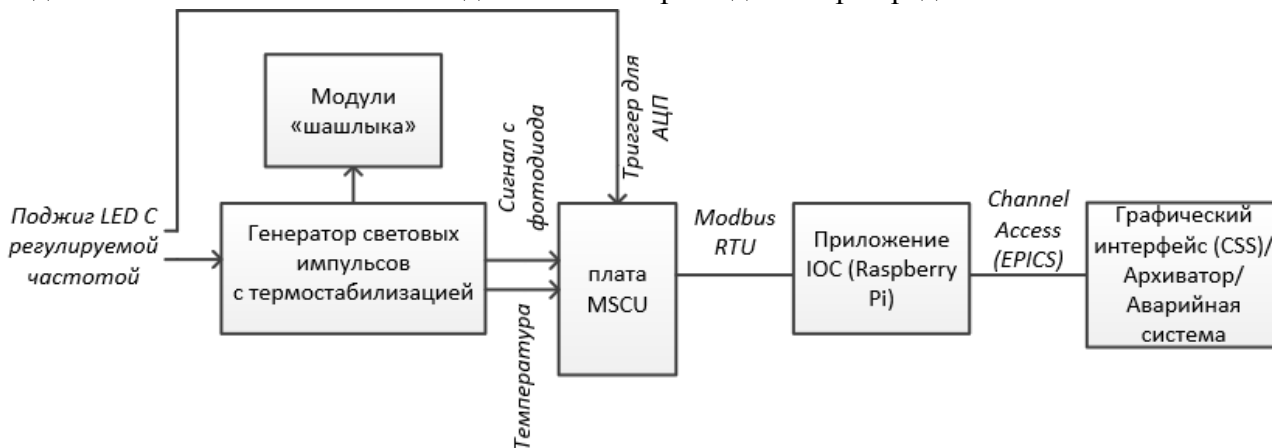 Модули
«шашлыка»
Сигнал с
фотодиода
Триггер для
АЦП
Поджиг LED С
регулируемой
частотой
Генератор световых
импульсов
с термостабилизацией
Температура
плата
MSCU
Modbus
RTU
Приложение
IOC (Raspberry
Pi)
Channel
Access
(EPICS)
Графический
интерфейс (CSS)/
Архиватор/
Аварийная
система